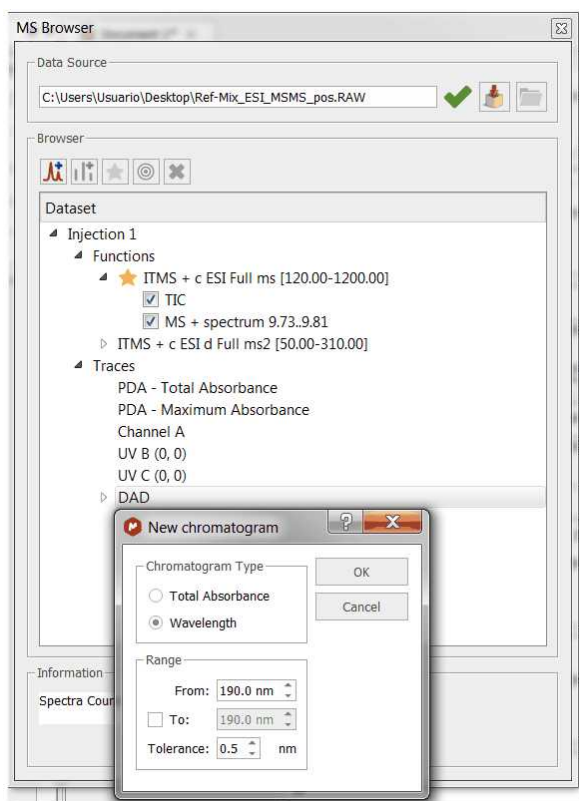 MS Browser
Data Source
C:\Users\Usuario\Desktop\Ref-Mix_ESI_MSMS_pos.RAW
Browser
Dataset
Injection 1
Functions
ITMS + c ESI Full ms [120.00-1200.00]
TIC
MS + spectrum 9.73..9.81
ITMS + c ESI d Full ms2 [50.00-310.00]
Traces
PDA - Total Absorbance
PDA - Maximum Absorbance
Channel A
UV B (0, 0)
UV C (0, 0)
DAD
New chromatogram
?
Chromatogram Type
OK
Total Absorbance
Cancel
Wavelength
Range
From: 190.0 nm
To: 190.0 nm
Tolerance: 0.5 nm
Information
Spectra Cour